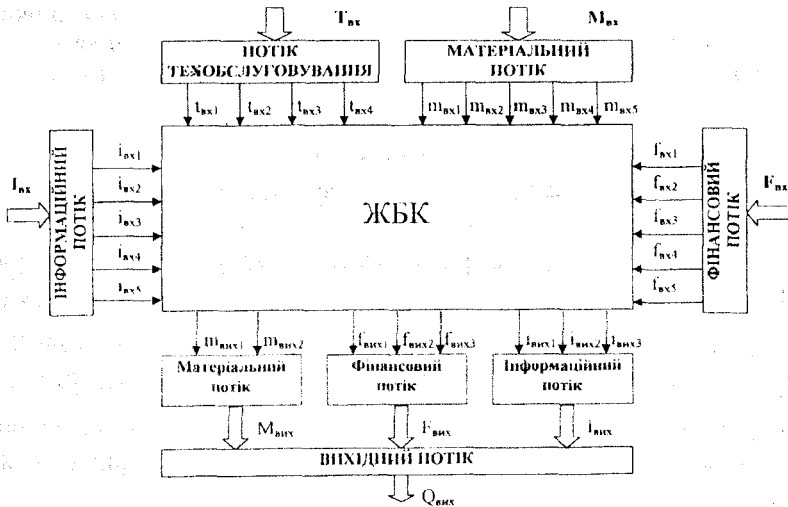 Tвх
Mвх
ПОТІК
ТЕХОБСЛУГОВУВАННЯ
МАТЕРІАЛЬНИЙ
ПОТІК
tвх1 tвх2 tвх3 tвх4
mвх1 mвх2 mвх3 mвх4 mвх5
Iвх
ІНФОРМАЦІЙНИЙ
ПОТІК
iвх1
iвх2
iвх3
iвх4
iвх5
ЖБК
fвх1
fвх2
fвх3
fвх4
fвх5
ФІНАНСОВИЙ
ПОТІК
Fвх
mвих1 mвих2
fвих1 fвих2 fвих3
iвих1 iвих2 iвих3
Матеріальний
потік
Фінансовий
потік
Інформаційний
потік
Mвих
Fвих
Iвих
ВИХІДНИЙ ПОТІК
Qвих